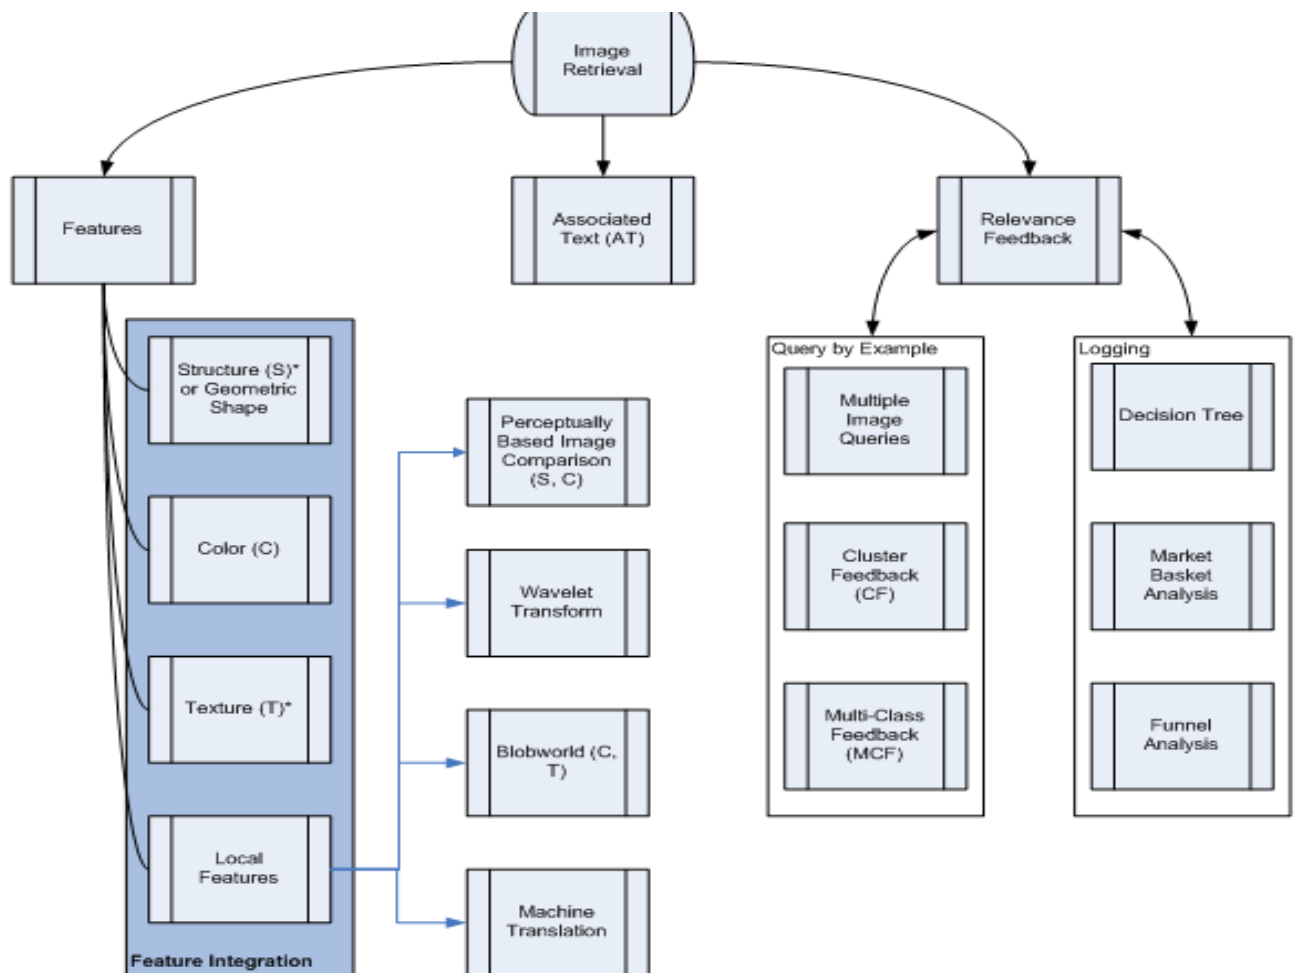 Image
Retrieval
Features
Associated
Text (AT)
Relevance
Feedback
Structure (S)*
or Geometric
Shape
Color (C)
Texture (T)*
Local
Features
Feature Integration
Perceptually
Based Image
Comparison
(S, C)
Wavelet
Transform
Blobworld (C,
T)
Machine
Translation
Query by Example
Multiple
Image
Queries
Cluster
Feedback
(CF)
Multi-Class
Feedback
(MCF)
Logging
Decision Tree
Market
Basket
Analysis
Funnel
Analysis